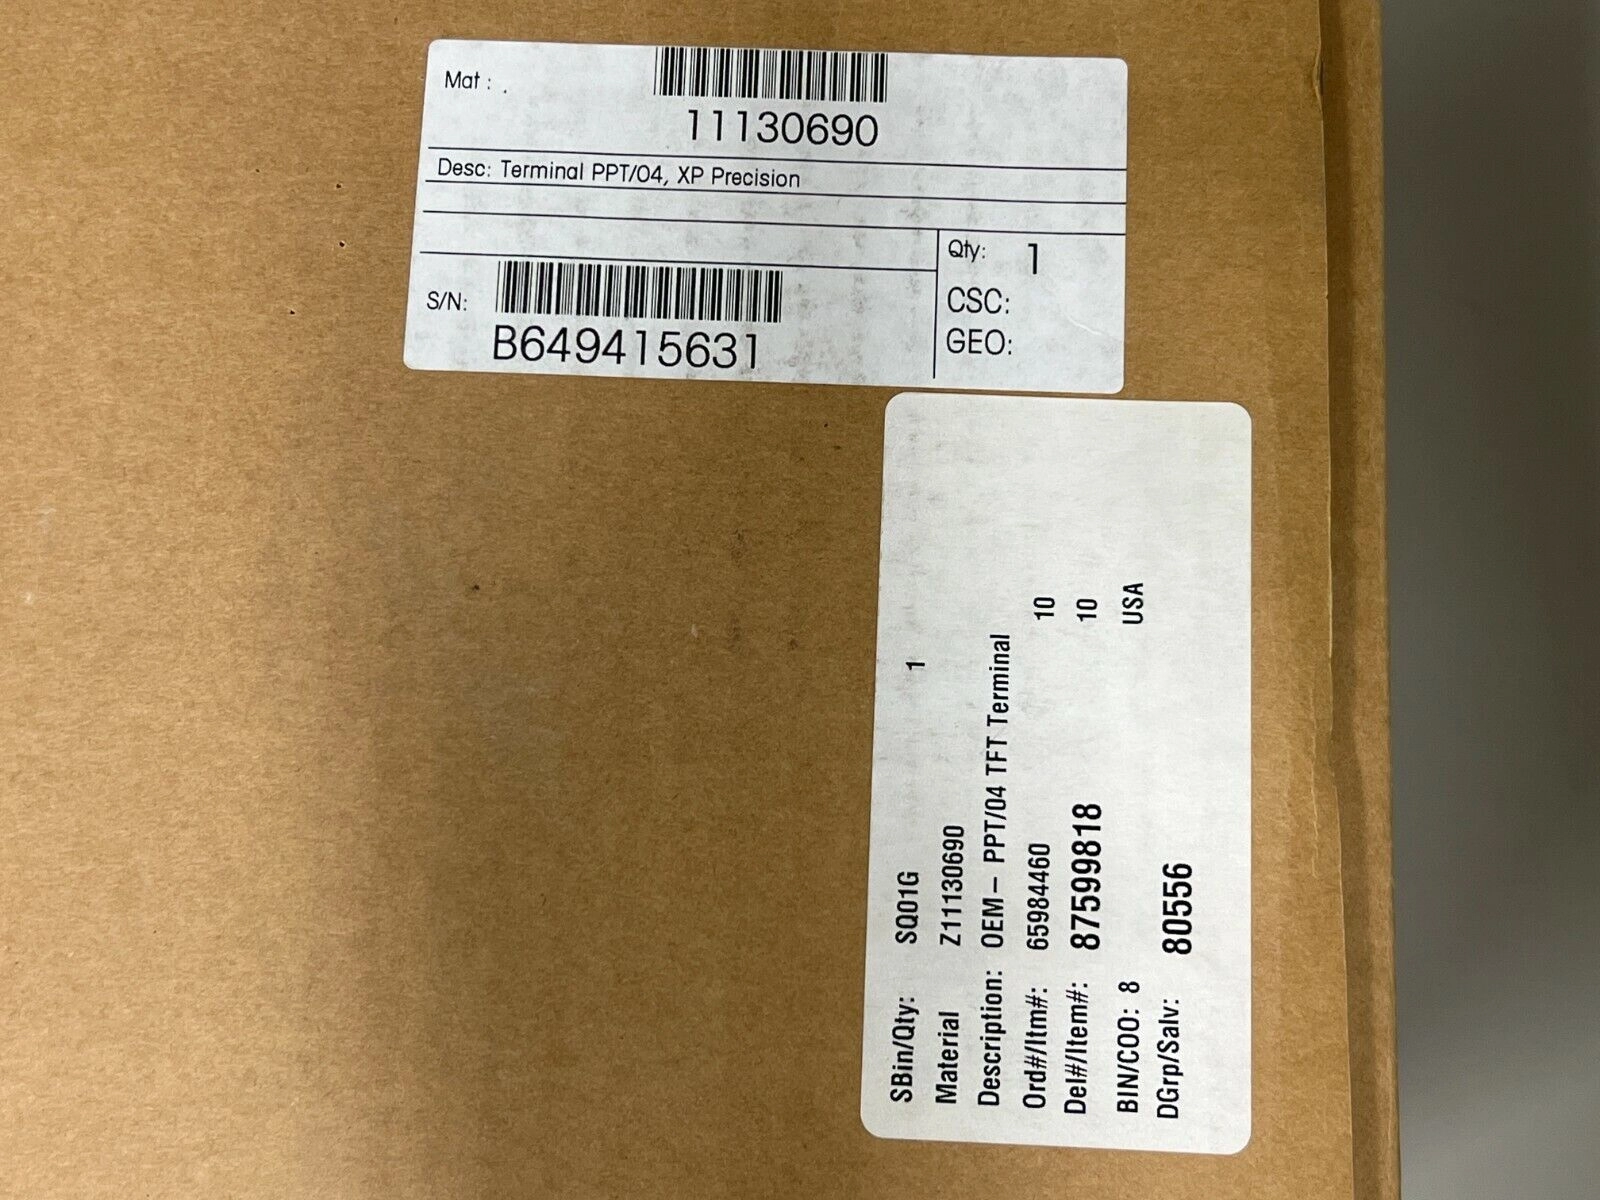 Mat : .
11130690
Desc: Terminal PPT/04, XP Precision
Qty: 1
CSC:
GEO:
S/N:
B649415631
SBin/Qty: SQ01G 1
Material Z11130690
Description: OEM– PPT/04 TFT Terminal
Ord#/Itm#: 65984460 10
Del#/Item#: 87599818 10
BIN/COO: 8 USA
DGrp/Salv: 80556